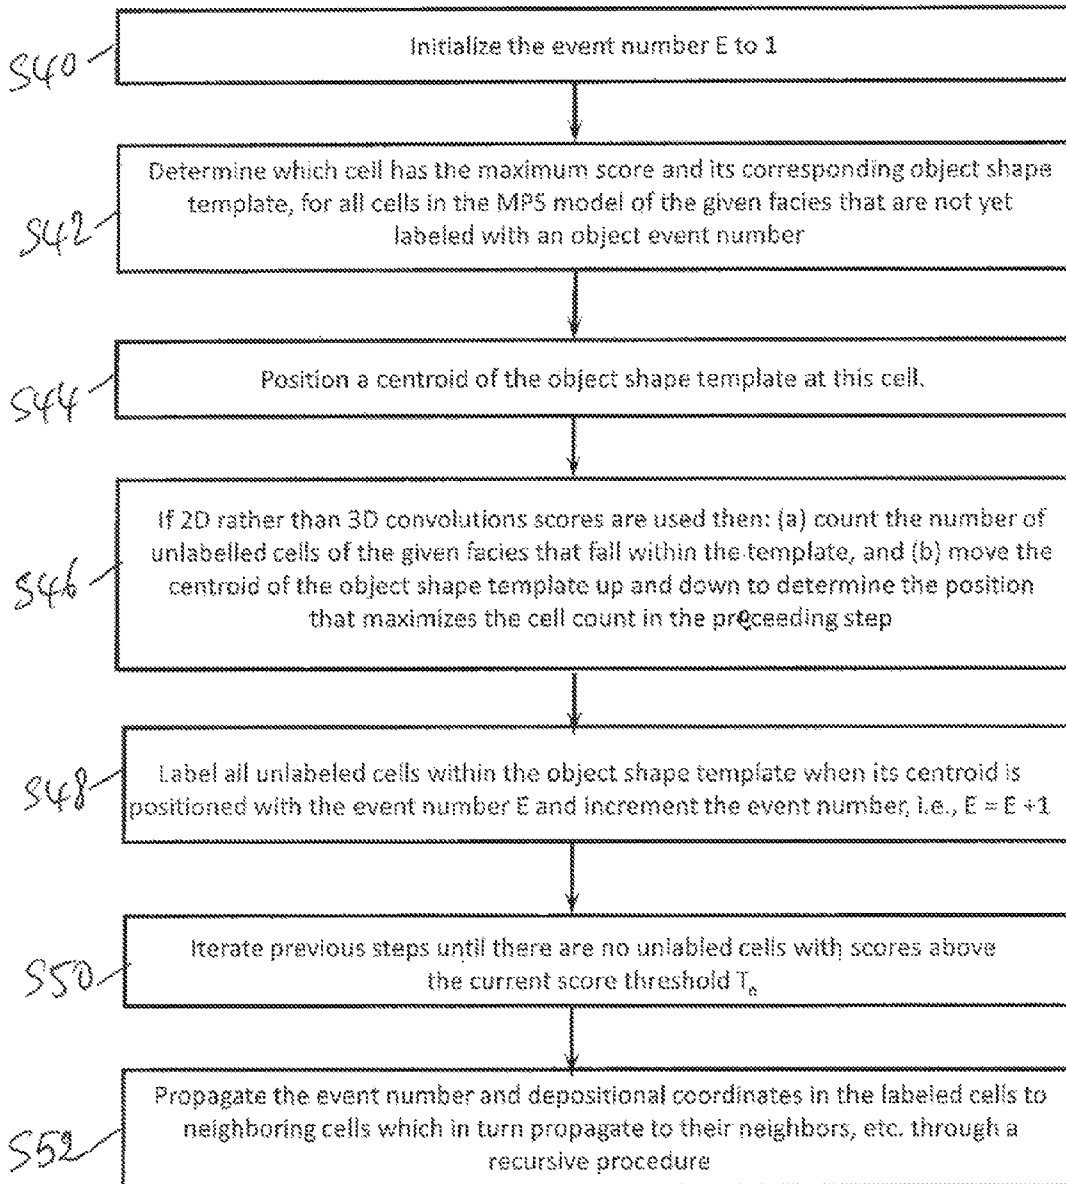 S40
Initialize the event number E to 1
S42
Determine which cell has the maximum score and its corresponding object shape
template, for all cells in the MPS model of the given facies that are not yet
labeled with an object event number
S44
Position a centroid of the object shape template at this cell.
S46
If 2D rather than 3D convolutions scores are used then: (a) count the number of
unlabelled cells of the given facies that fall within the template, and (b) move the
centroid of the object shape template up and down to determine the position
that maximizes the cell count in the preceeding step
S48
Label all unlabeled cells within the object shape template when its centroid is
positioned with the event number E and increment the event number, i.e., E = E +1
S50
Iterate previous steps until there are no unlabled cells with scores above
the current score threshold Tₙ
S52
Propagate the event number and depositional coordinates in the labeled cells to
neighboring cells which in turn propagate to their neighbors, etc. through a
recursive procedure